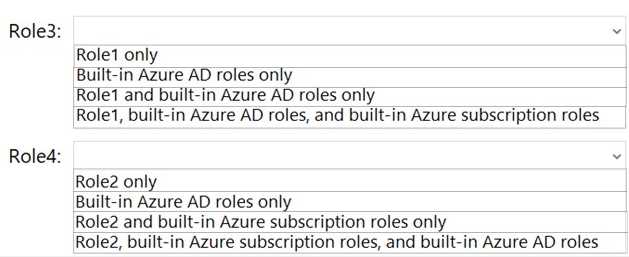 Role3:
Role1 only
Built-in Azure AD roles only
Role1 and built-in Azure AD roles only
Role1, built-in Azure AD roles, and built-in Azure subscription roles
Role4:
Role2 only
Built-in Azure AD roles only
Role2 and built-in Azure subscription roles only
Role2, built-in Azure subscription roles, and built-in Azure AD roles